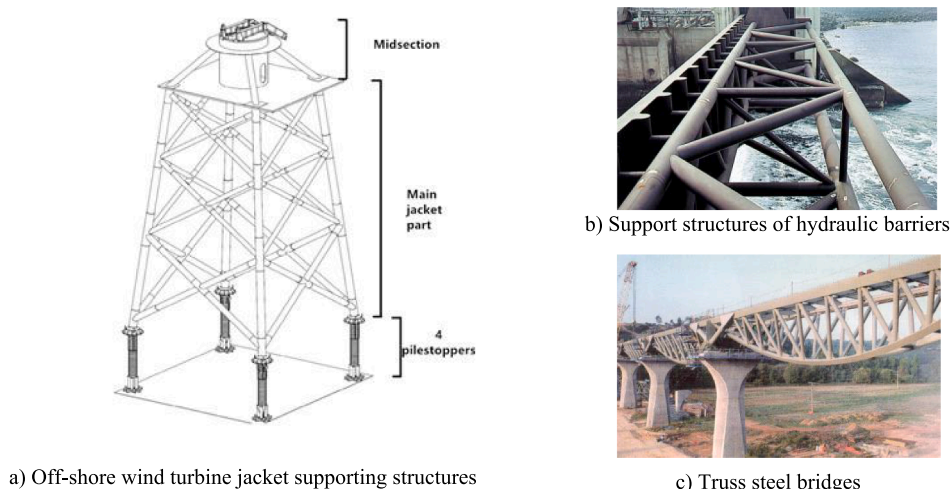 Midsection
Main
jacket
part
4
pilestoppers
a) Off-shore wind turbine jacket supporting structures
b) Support structures of hydraulic barriers
c) Truss steel bridges